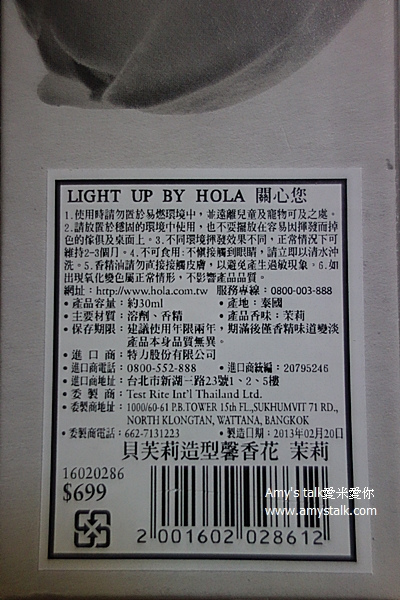 LIGHT UP BY HOLA 關心您
1.使用時請勿置於易燃環境中，並遠離兒童及寵物可及之處。
2.請放置於穩固的環境中使用，也不要擺放在容易因揮發而掉
色的傢俱及桌面上。3.不同環境揮發效果不同，正常情況下可
維持2~3個月。4.不可食用:不慎接觸到眼睛，請立即以清水沖
洗。5.香精油請勿直接接觸皮膚，以避免產生過敏現象。6.如
出現氧化變色屬正常情形，不影響產品品質。
網址：http://www.hola.com.tw 服務專線：0800-003-888
• 產品容量：約30ml • 產地：泰國
• 主要材質：溶劑、香精 • 產品香味：茉莉
• 保存期限：建議使用年限兩年，期滿後僅香精味道變淡
產品本身品質無異。
• 進口商：特力股份有限公司
• 進口商電話：0800-552-888 • 進口商統編：20795246
• 進口商地址：台北市新湖一路23號1、2、5樓
• 委製商：Test Rite Int'l Thailand Ltd.
• 委製商地址：1000/60-61 P.B.TOWER 15th FL.,SUKHUMVIT 71 RD.,
NORTH KLONGTAN, WATTANA, BANGKOK
• 委製商電話：662-7131223 • 製造日期：2013年02月20日
貝芙莉造型馨香花 茉莉
16020286
$699
2 001602 028612
Amy's talk愛米愛你
www.amystalk.com